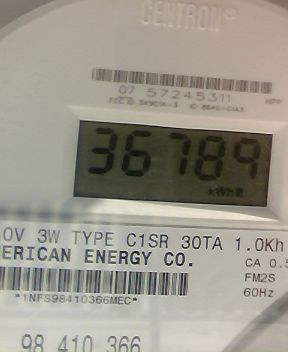 CENTRON®
07 57245311
36789
kWh
0V 3W TYPE C1SR 30TA 1.0Kh
ERICAN ENERGY CO.
CA 0.5
FM2S
60Hz
*1NFS98410366MEC*
98 410 366